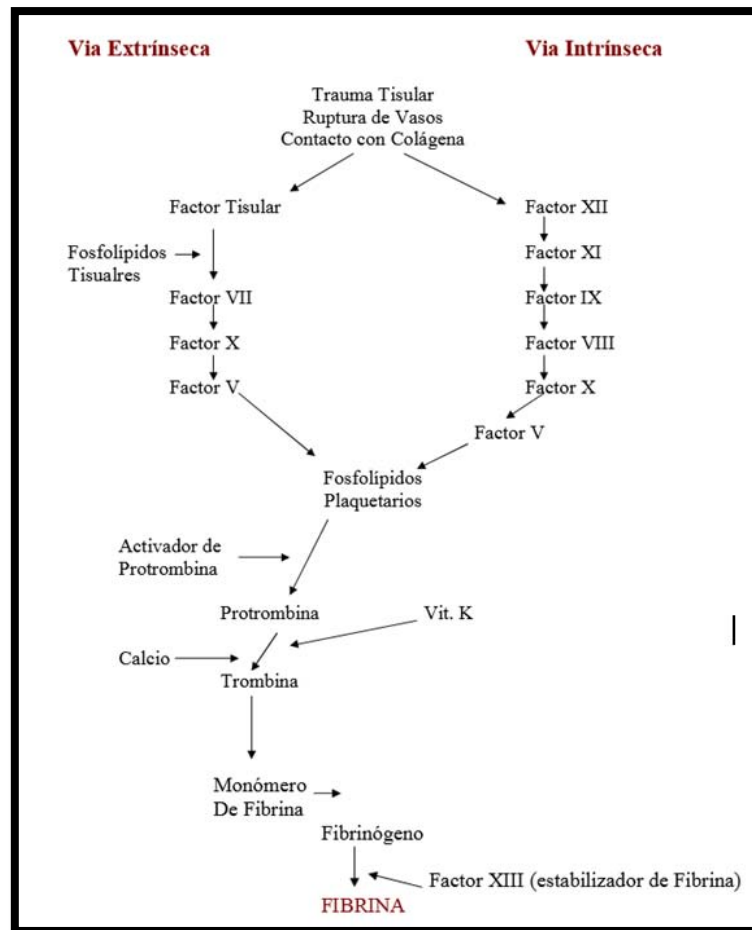 Via Extrínseca
Via Intrínseca
Trauma Tisular
Ruptura de Vasos
Contacto con Colágena
Factor Tisular
Factor XII
Fosfolípidos
Tisualres
Factor XI
Factor VII
Factor IX
Factor X
Factor VIII
Factor V
Factor X
Factor V
Fosfolípidos
Plaquetarios
Activador de
Protrombina
Protrombina
Vit. K
Calcio
Trombina
Monómero
De Fibrina
Fibrinógeno
Factor XIII (estabilizador de Fibrina)
FIBRINA